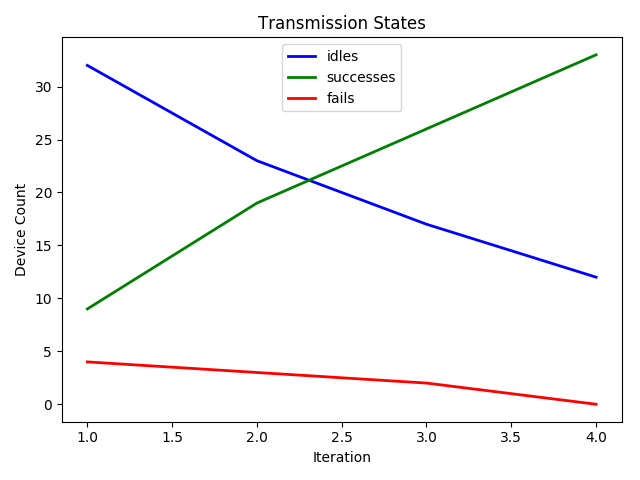 Transmission States
idles
successes
fails
Device Count
30
25
20
15
10
5
0
1.0 1.5 2.0 2.5 3.0 3.5 4.0
Iteration